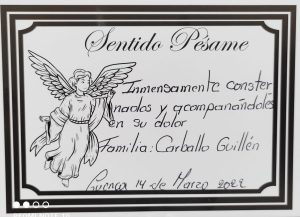 Sentido Pésame
Inmensamente conster
nados y acompañandoles
en su dolor
Familia: Carballo Guillén
Cuenca 14 de Marzo 2022